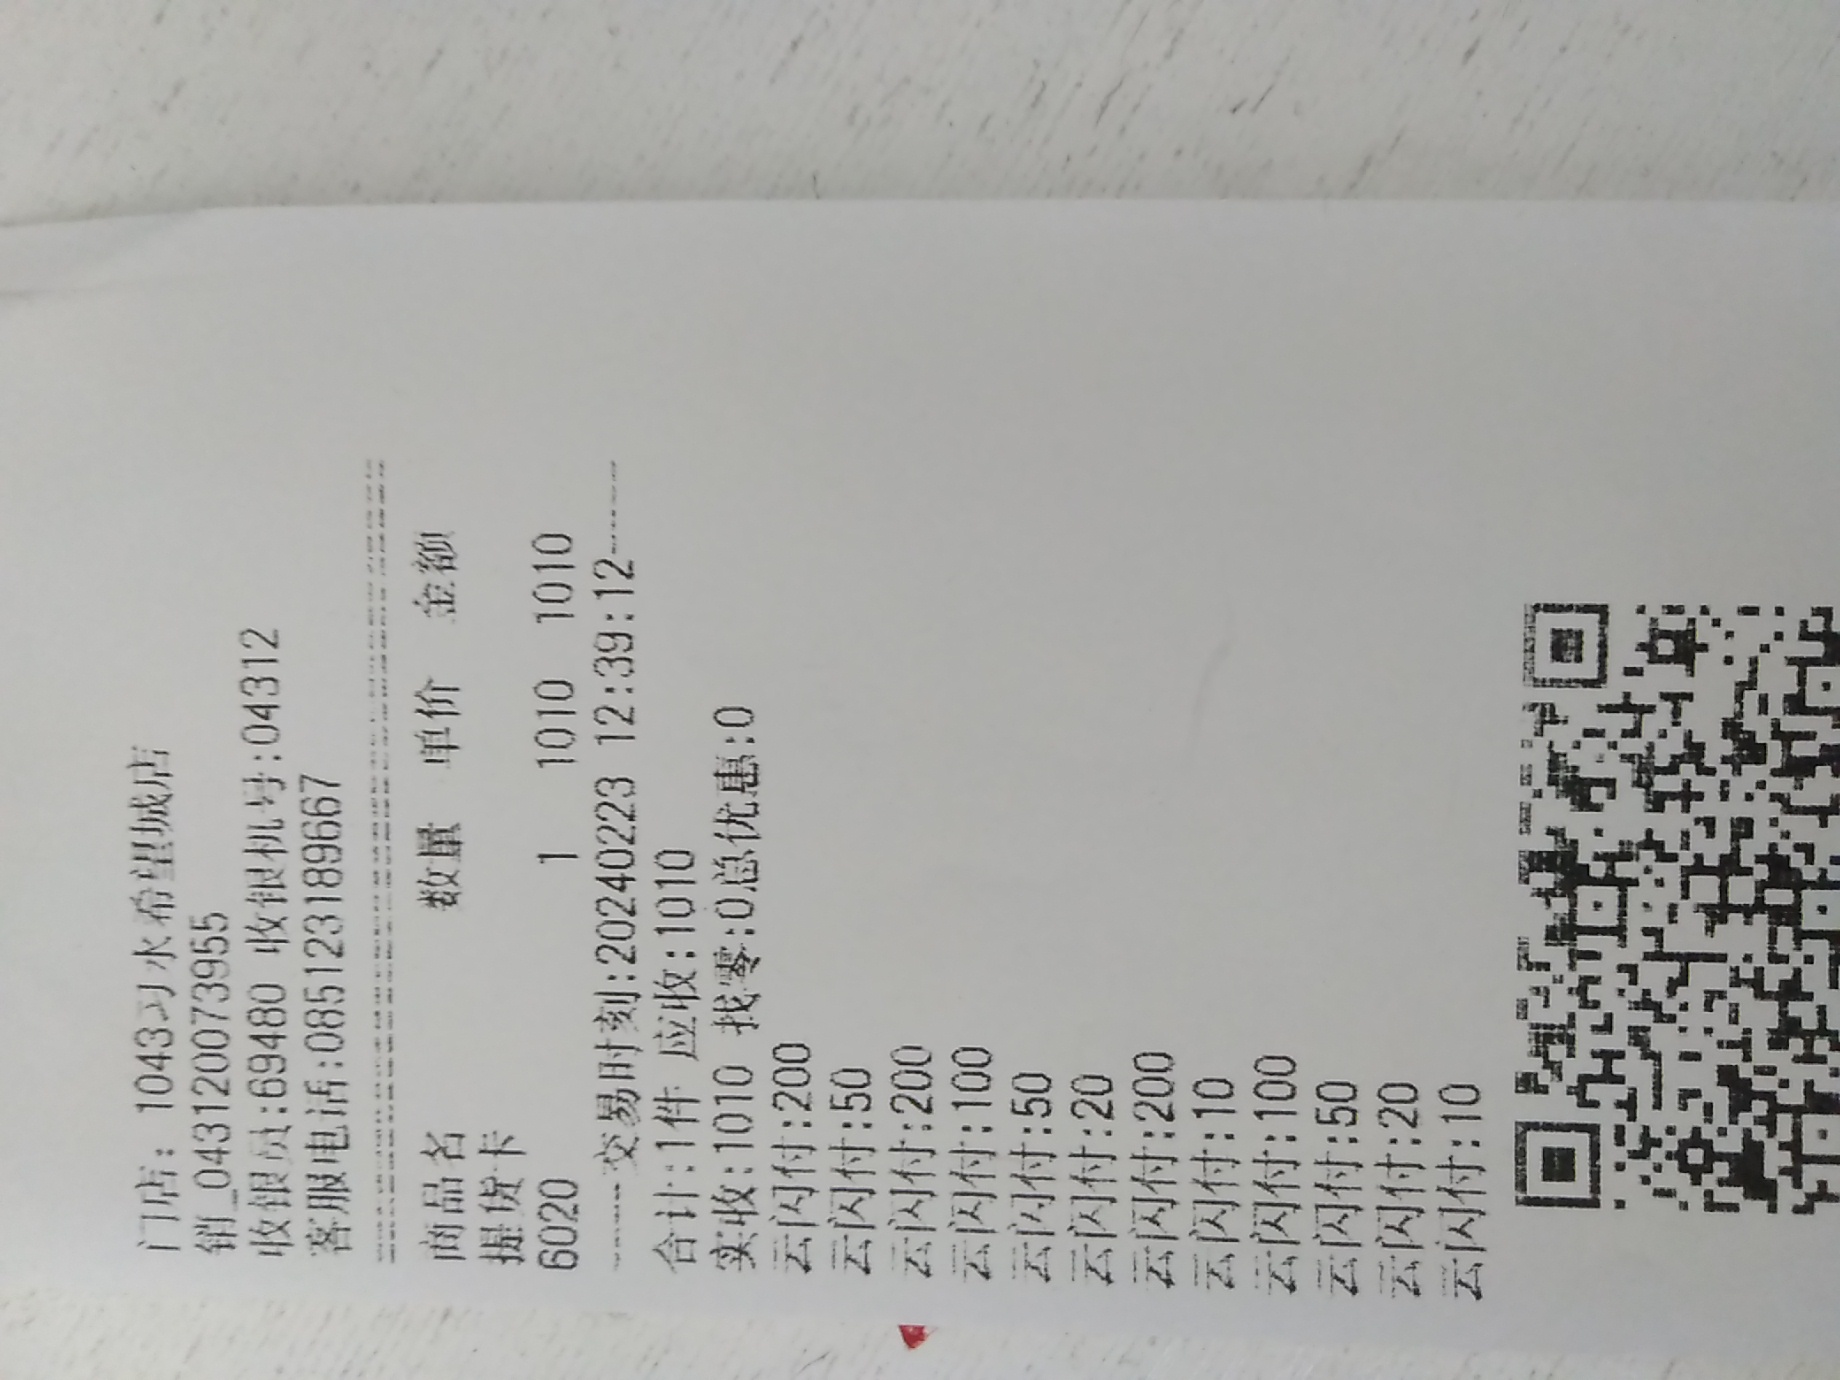 门店: 1043习水希望城店
销_0431200739​55
收银员:69480 收银机号:04312
客服电话:085123189667
================================
商品名 数量 单价 金额
提货卡
6020 1 1010 1010
-----交易时刻:20240223 12:39:12-----
合计:1件 应收:1010
实收:1010 找零:0总优惠:0
云闪付:200
云闪付:50
云闪付:200
云闪付:100
云闪付:50
云闪付:20
云闪付:200
云闪付:10
云闪付:100
云闪付:50
云闪付:20
云闪付:10